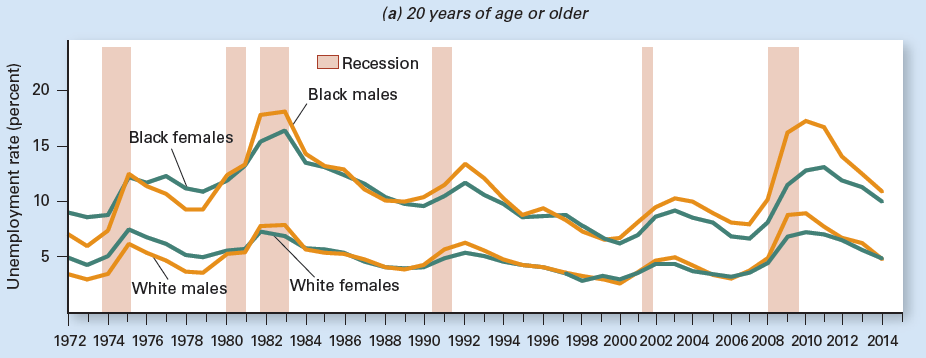 (a) 20 years of age or older
Unemployment rate (percent)
20
15
10
5
Recession
Black males
Black females
White males
White females
1972 1974 1976 1978 1980 1982 1984 1986 1988 1990 1992 1994 1996 1998 2000 2002 2004 2006 2008 2010 2012 2014